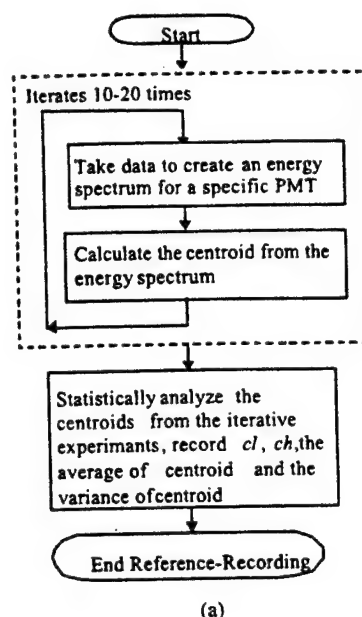 Start
Iterates 10-20 times
Take data to create an energy
spectrum for a specific PMT
Calculate the centroid from the
energy spectrum
Statistically analyze the
centroids from the iterative
experimants, record cl, ch,the
average of centroid and the
variance of centroid
End Reference-Recording
(a)